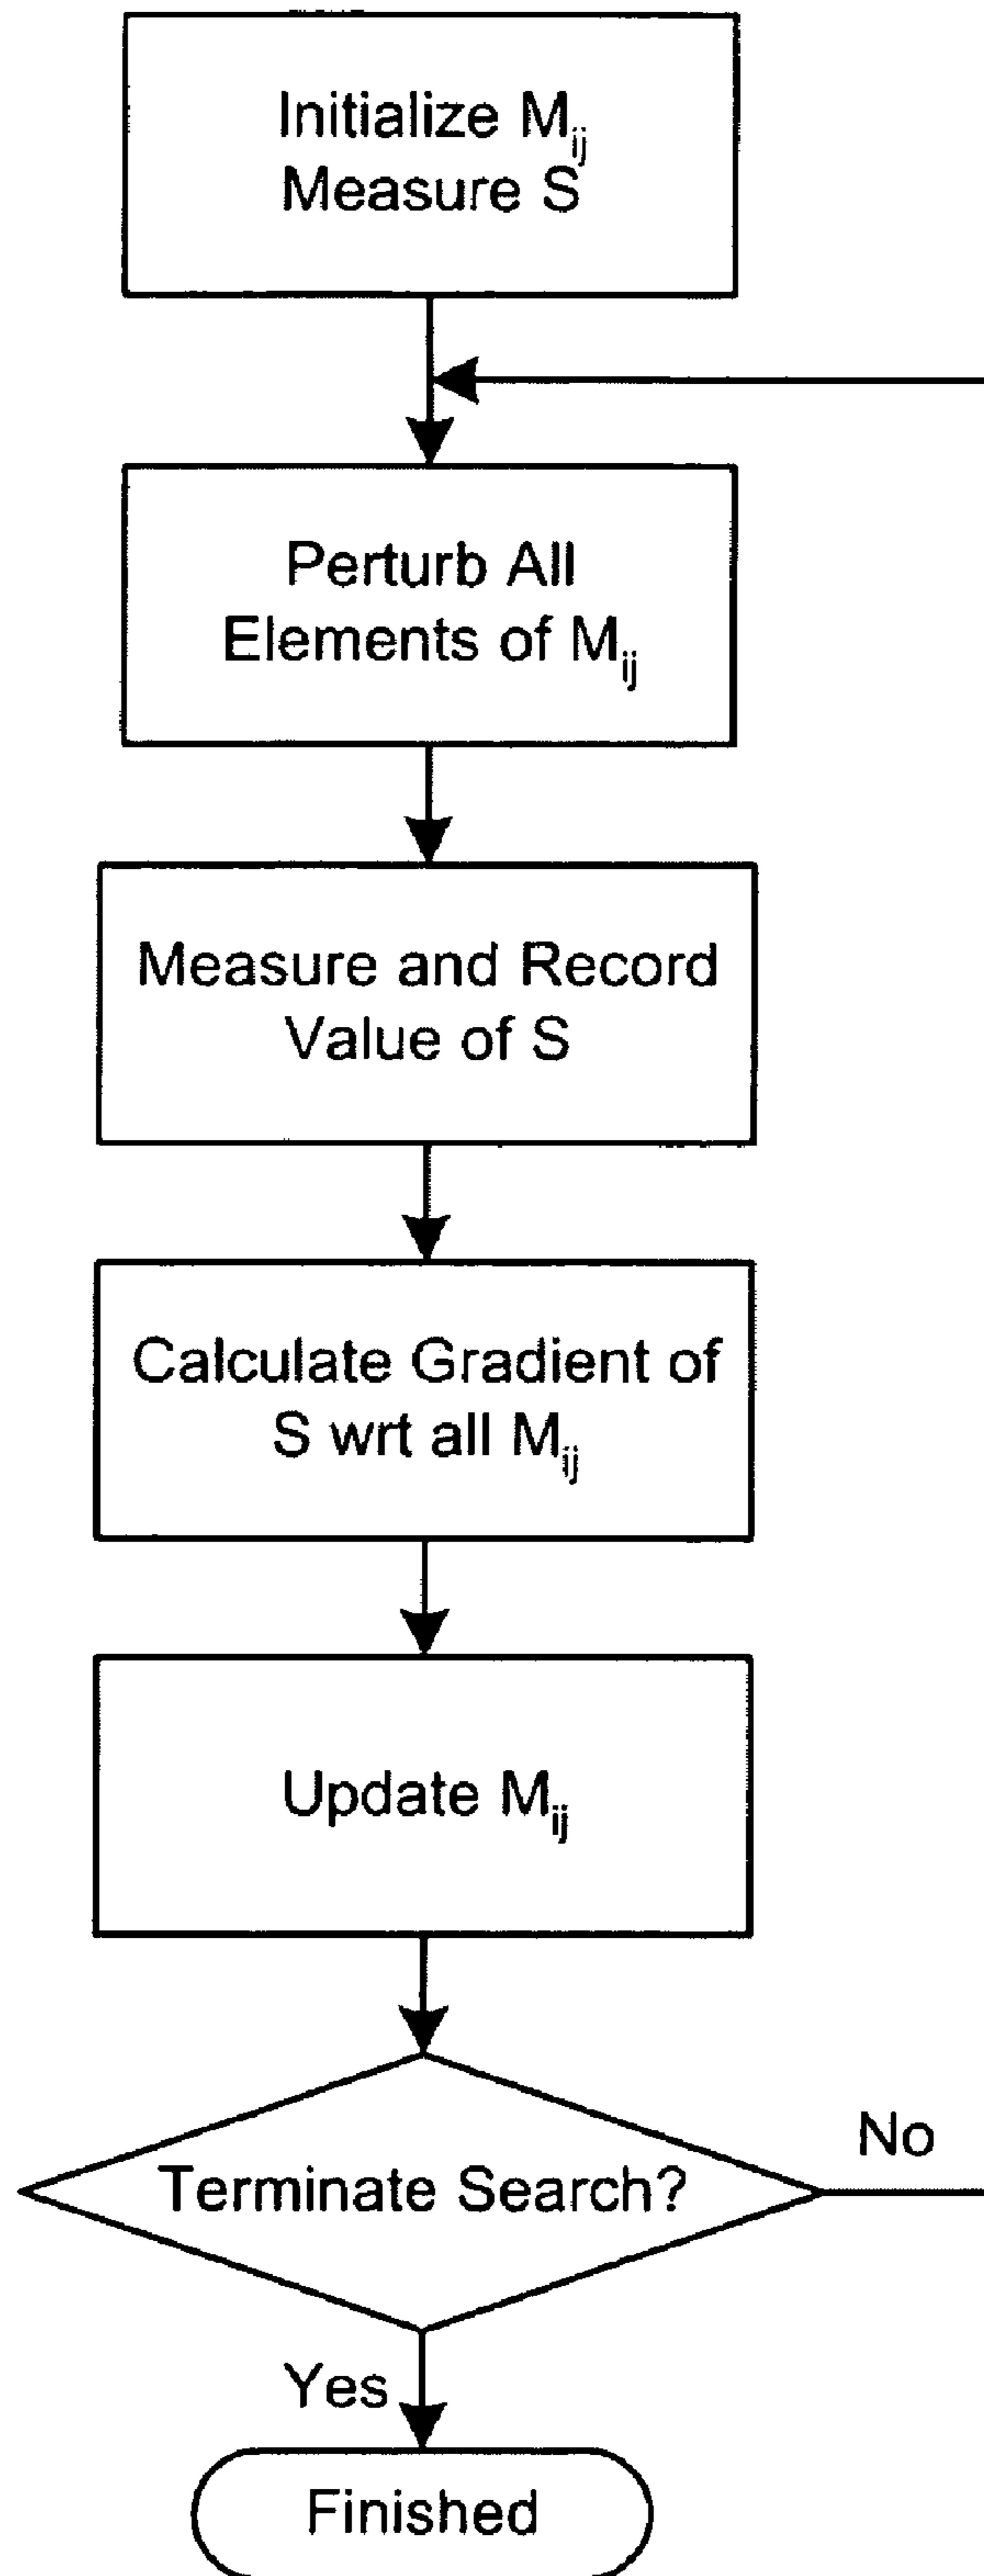 Initialize M_ij
Measure S
Perturb All
Elements of M_ij
Measure and Record
Value of S
Calculate Gradient of
S wrt all M_ij
Update M_ij
Terminate Search?
No
Yes
Finished